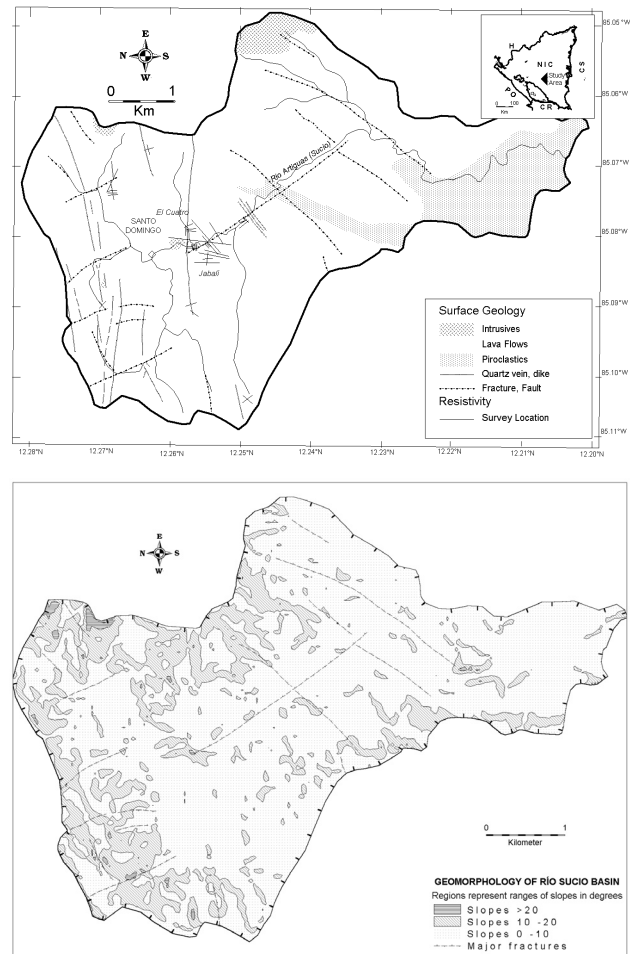 E
N S
W
0 1
Km
H
NIC
Study
Area
C S
P O
C R
0 100
Km
85.05 °W
85.06 °W
85.07°W
85.08°W
85.09°W
85.10°W
85.11°W
Rio Artiguas (Sucio)
El Cuatro
SANTO
DOMINGO
Jabalí
Surface Geology
Intrusives
Lava Flows
Piroclastics
Quartz vein, dike
Fracture, Fault
Resistivity
Survey Location
12.28°N 12.27°N 12.26°N 12.25°N 12.24°N 12.23°N 12.22°N 12.21°N 12.20°N
E
N S
W
0 1
Kilometer
GEOMORPHOLOGY OF RÍO SUCIO BASIN
Regions represent ranges of slopes in degrees
Slopes >20
Slopes 10 -20
Slopes 0 -10
Major fractures